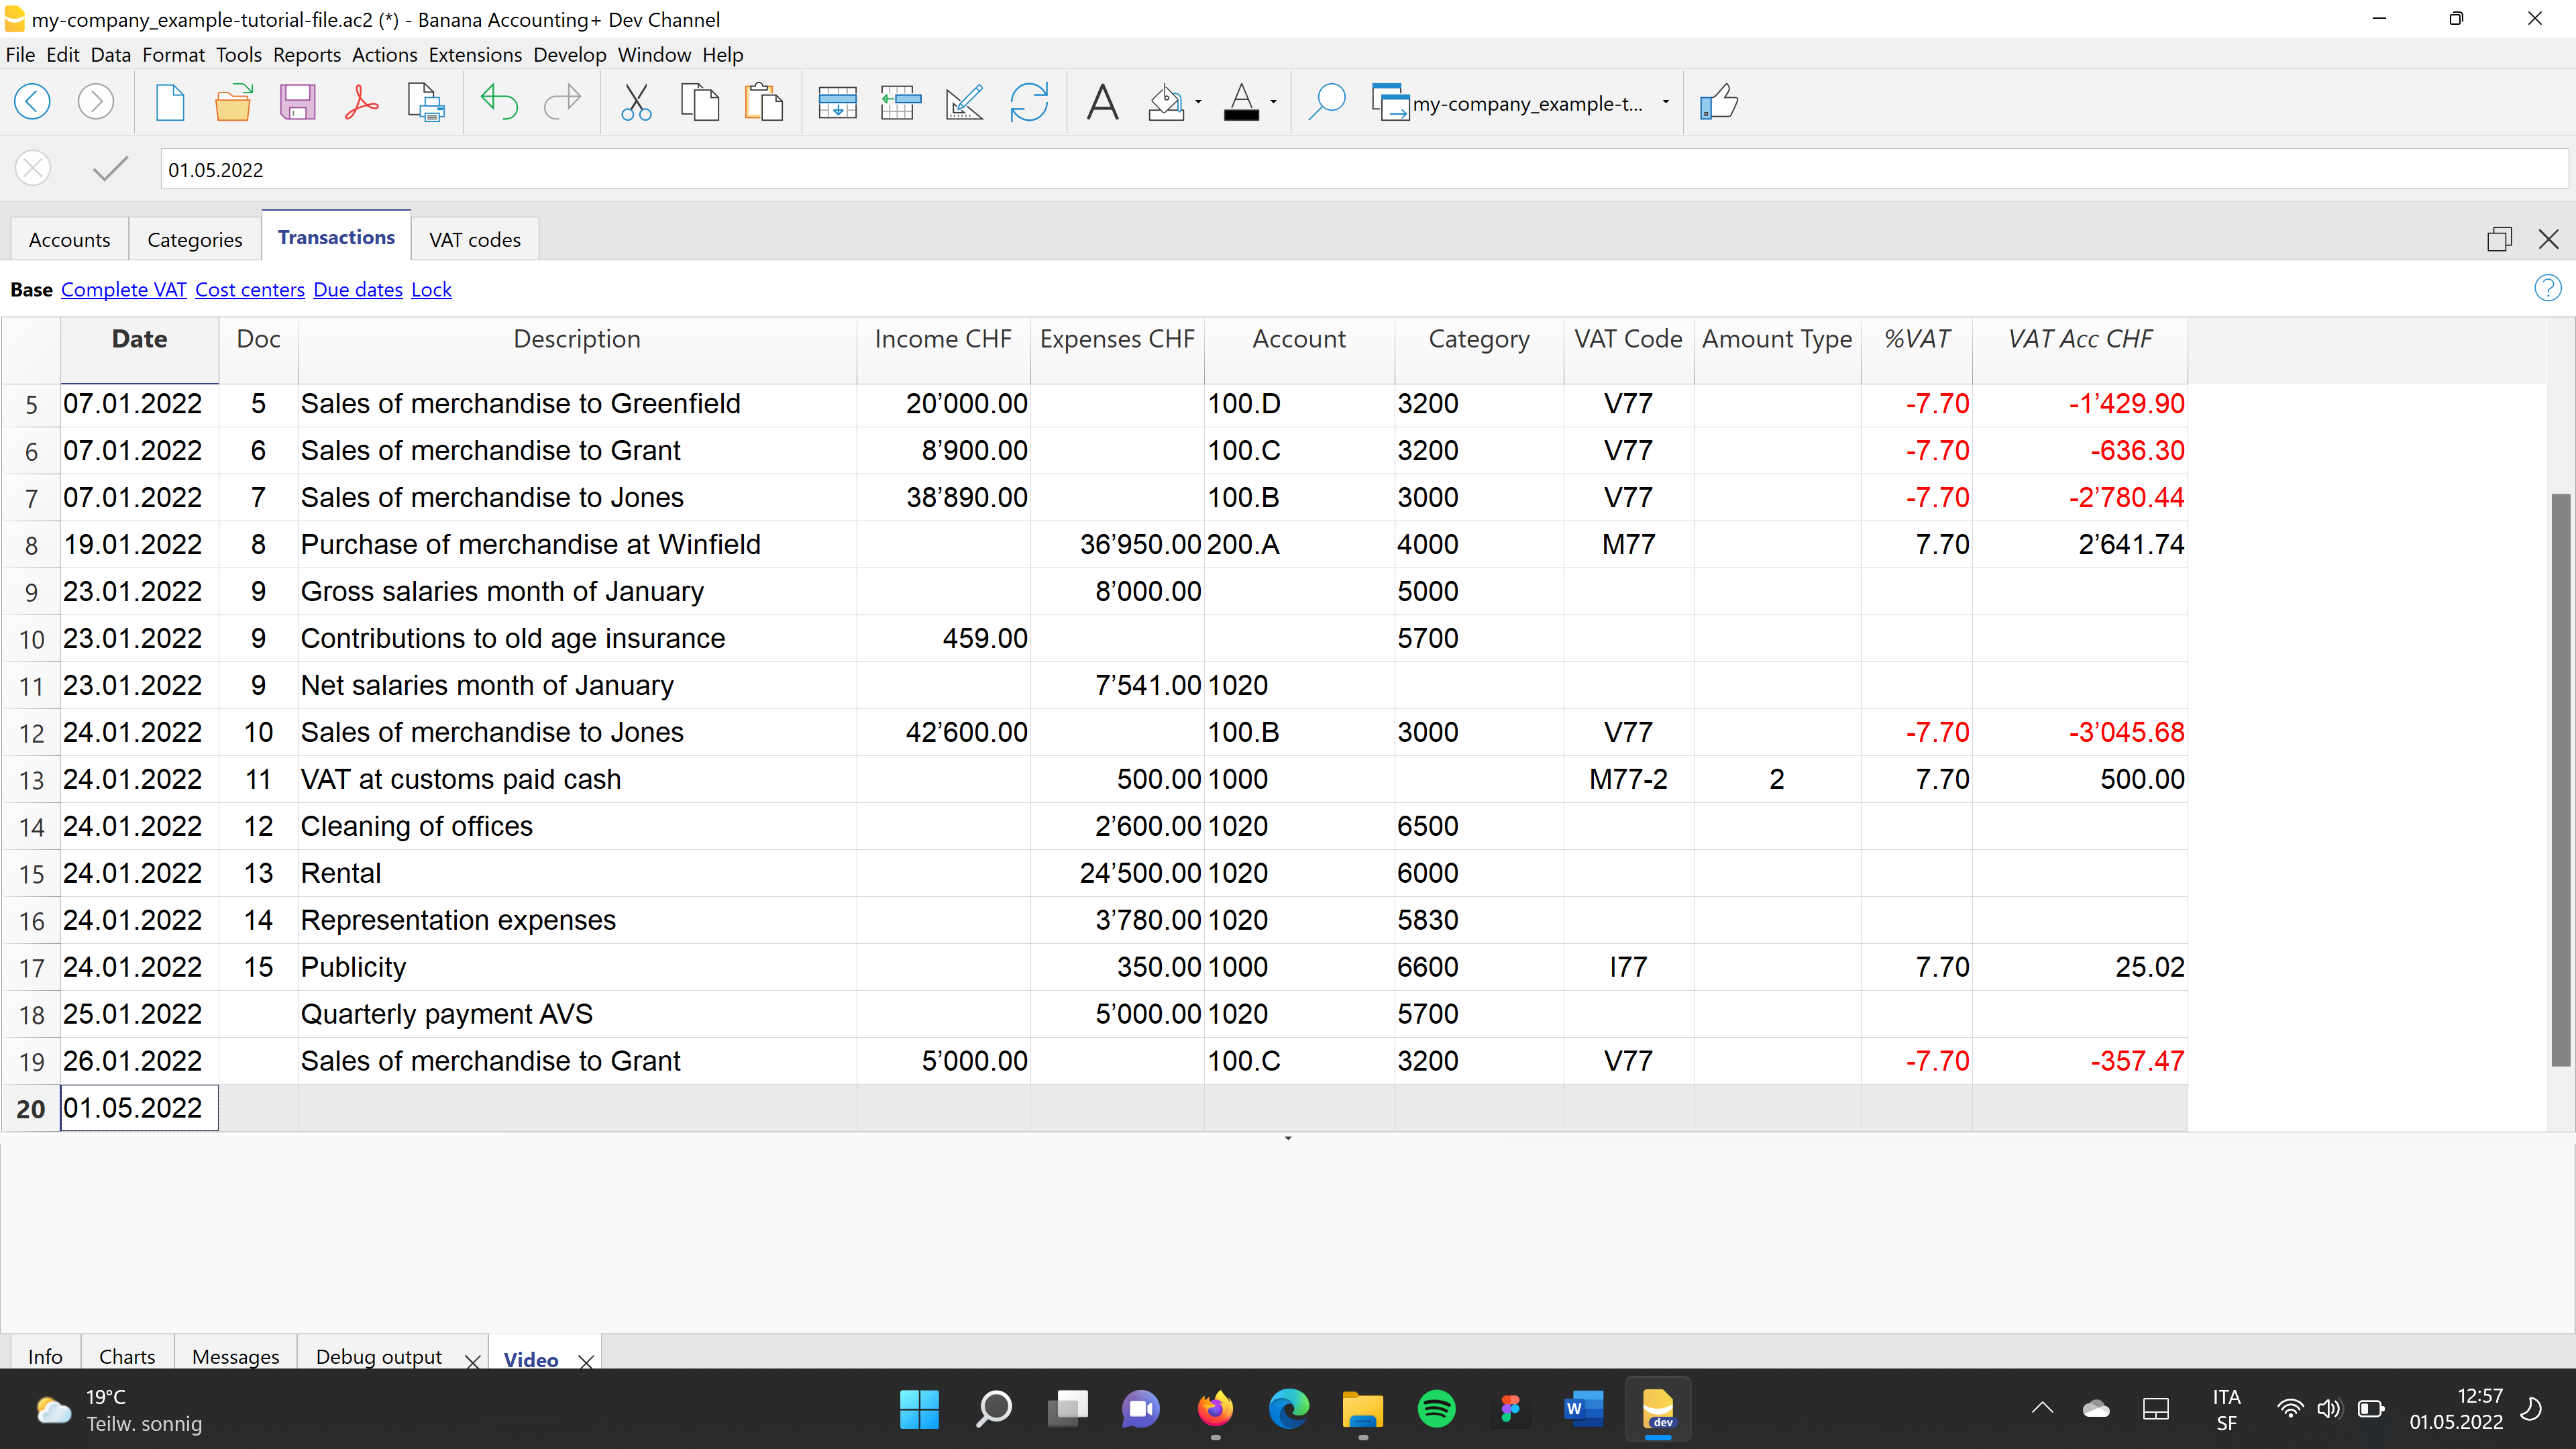 my-company_example-tutorial-file.ac2 (*) - Banana Accounting+ Dev Channel
File Edit Data Format Tools Reports Actions Extensions Develop Window Help
my-company_example-t...
01.05.2022
Accounts Categories Transactions VAT codes
Base Complete VAT Cost centers Due dates Lock
Date Doc Description Income CHF Expenses CHF Account Category VAT Code Amount Type %VAT VAT Acc CHF
5 07.01.2022 5 Sales of merchandise to Greenfield 20’000.00 100.D 3200 V77 -7.70 -1’429.90
6 07.01.2022 6 Sales of merchandise to Grant 8’900.00 100.C 3200 V77 -7.70 -636.30
7 07.01.2022 7 Sales of merchandise to Jones 38’890.00 100.B 3000 V77 -7.70 -2’780.44
8 19.01.2022 8 Purchase of merchandise at Winfield 36’950.00 200.A 4000 M77 7.70 2’641.74
9 23.01.2022 9 Gross salaries month of January 8’000.00 5000
10 23.01.2022 9 Contributions to old age insurance 459.00 5700
11 23.01.2022 9 Net salaries month of January 7’541.00 1020
12 24.01.2022 10 Sales of merchandise to Jones 42’600.00 100.B 3000 V77 -7.70 -3’045.68
13 24.01.2022 11 VAT at customs paid cash 500.00 1000 M77-2 2 7.70 500.00
14 24.01.2022 12 Cleaning of offices 2’600.00 1020 6500
15 24.01.2022 13 Rental 24’500.00 1020 6000
16 24.01.2022 14 Representation expenses 3’780.00 1020 5830
17 24.01.2022 15 Publicity 350.00 1000 6600 I77 7.70 25.02
18 25.01.2022 Quarterly payment AVS 5’000.00 1020 5700
19 26.01.2022 Sales of merchandise to Grant 5’000.00 100.C 3200 V77 -7.70 -357.47
20 01.05.2022
Info Charts Messages Debug output Video
19°C
Teilw. sonnig
W
dev
ITA
SF
12:57
01.05.2022